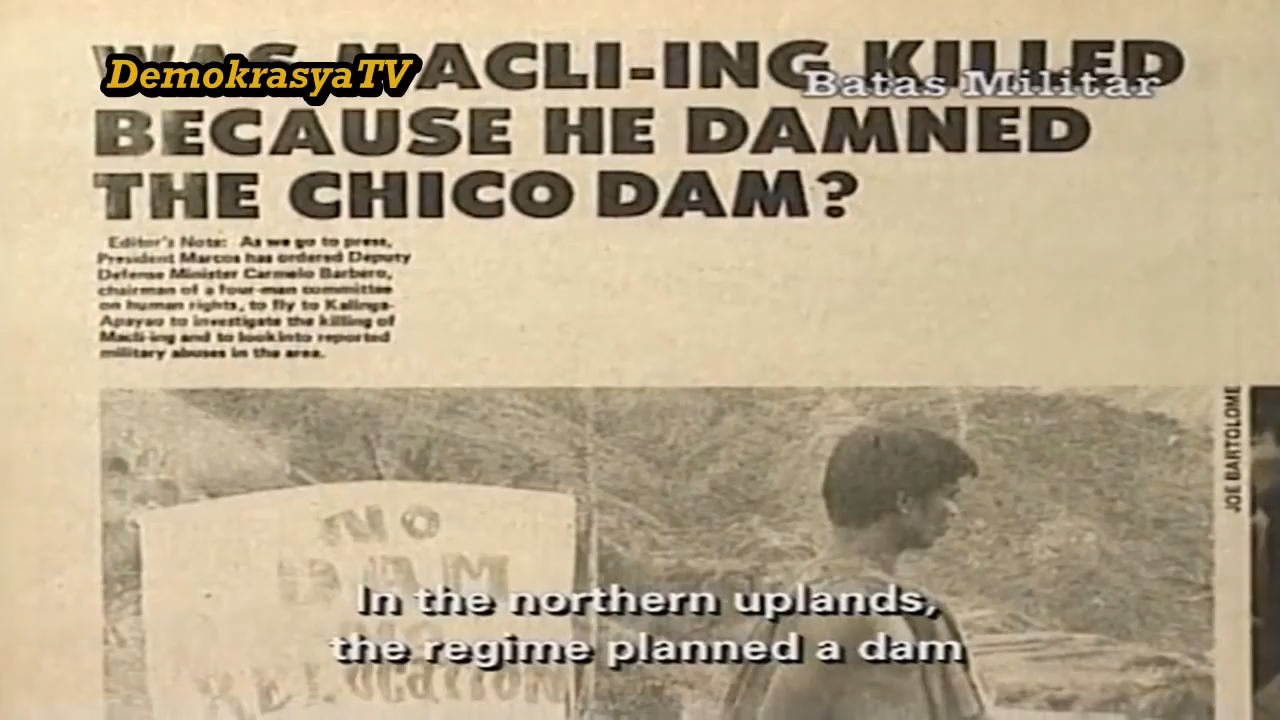 WAS MACLI-ING KILLED
BECAUSE HE DAMNED
THE CHICO DAM?
DemokrasyaTV
Batas Militar
Editor's Note: As we go to press,
President Marcos has ordered Deputy
Defense Minister Carmelo Barbero,
chairman of a four-man committee
on human rights, to fly to Kalinga-
Apayao to investigate the killing of
Macli-ing and to lookinto reported
military abuses in the area.
JOE BARTOLOME
NO
DAM
NO
RELOCATION
In the northern uplands,
the regime planned a dam